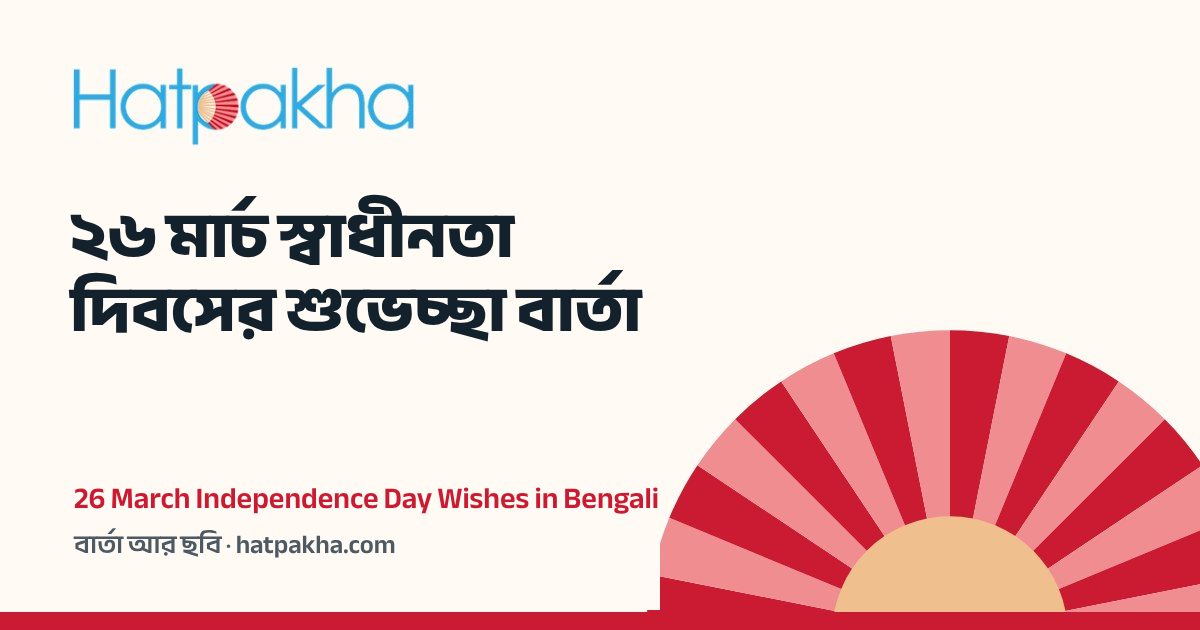 Hatpakha
২৬ মার্চ স্বাধীনতা
দিবসের শুভেচ্ছা বার্তা
26 March Independence Day Wishes in Bengali
বার্তা আর ছবি · hatpakha.com